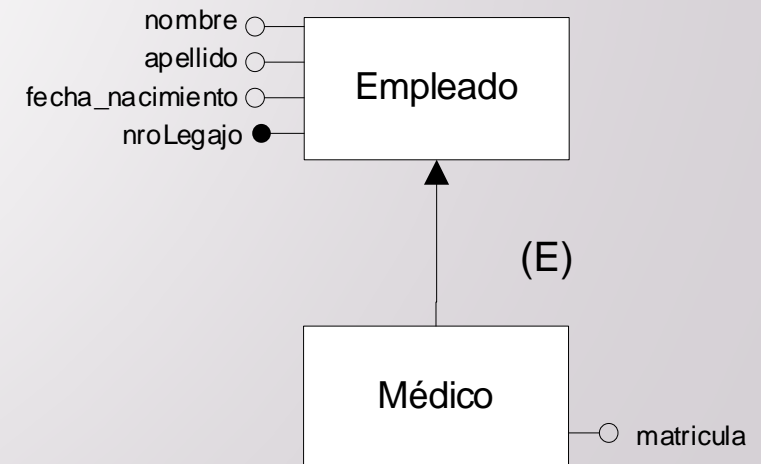 nombre
apellido
fecha_nacimiento
nroLegajo
Empleado
(E)
Médico
matricula